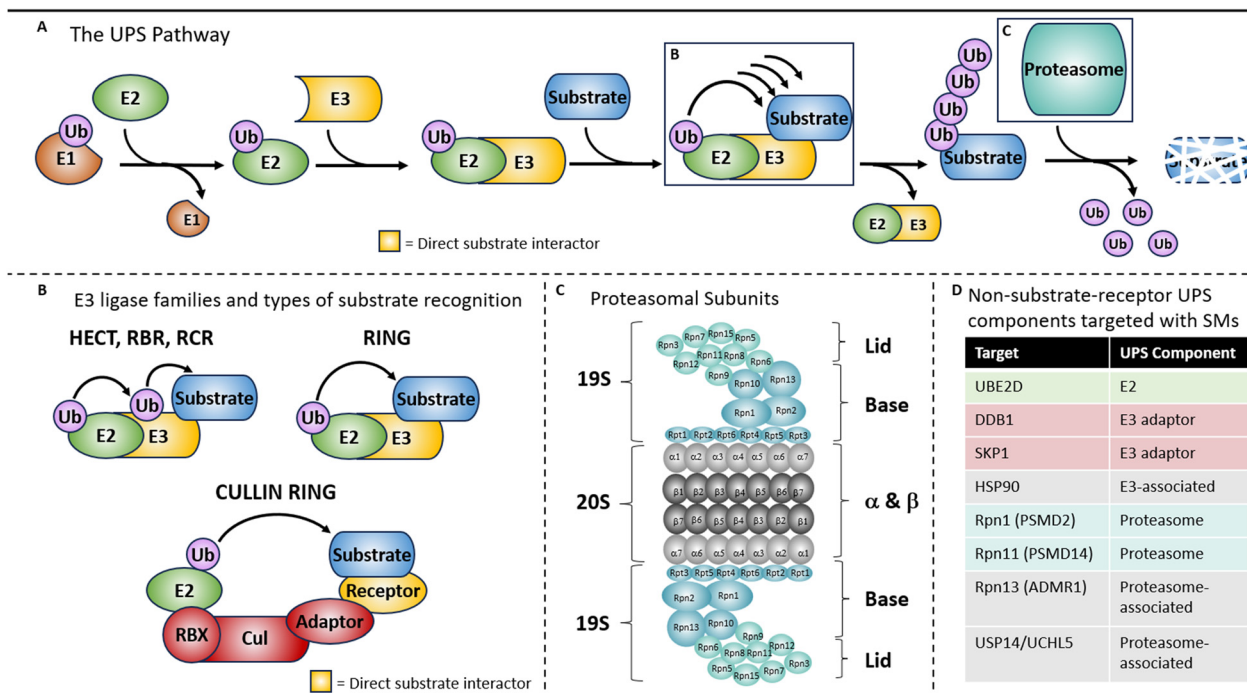 A The UPS Pathway
E2
Ub
E1
E1
Ub
E2
E3
Ub
E2 E3
Substrate
B
Ub
Substrate
E2 E3
Ub
Ub
Ub
Ub
Substrate
E2 E3
C
Proteasome
Substrate
Ub Ub
Ub Ub
= Direct substrate interactor
B E3 ligase families and types of substrate recognition
HECT, RBR, RCR
Ub Ub Substrate
E2 E3
RING
Ub Substrate
E2 E3
CULLIN RING
Ub
Substrate
E2
Receptor
RBX Cul Adaptor
= Direct substrate interactor
C Proteasomal Subunits
19S
20S
19S
Rpn3 Rpn7 Rpn15 Rpn5
Rpn12 Rpn11 Rpn8 Rpn6
Rpn9 Rpn10 Rpn13
Rpn1 Rpn2
Rpt1 Rpt2 Rpt6 Rpt4 Rpt5 Rpt3
α1 α2 α3 α4 α5 α6 α7
β1 β2 β3 β4 β5 β6 β7
β7 β6 β5 β4 β3 β2 β1
α7 α6 α5 α4 α3 α2 α1
Rpt3 Rpt5 Rpt4 Rpt6 Rpt2 Rpt1
Rpn2 Rpn1
Rpn13 Rpn10 Rpn9
Rpn6 Rpn8 Rpn11 Rpn12
Rpn5 Rpn15 Rpn7 Rpn3
Lid
Base
α & β
Base
Lid
D Non-substrate-receptor UPS
components targeted with SMs
Target UPS Component
UBE2D E2
DDB1 E3 adaptor
SKP1 E3 adaptor
HSP90 E3-associated
Rpn1 (PSMD2) Proteasome
Rpn11 (PSMD14) Proteasome
Rpn13 (ADMR1) Proteasome-
associated
USP14/UCHL5 Proteasome-
associated